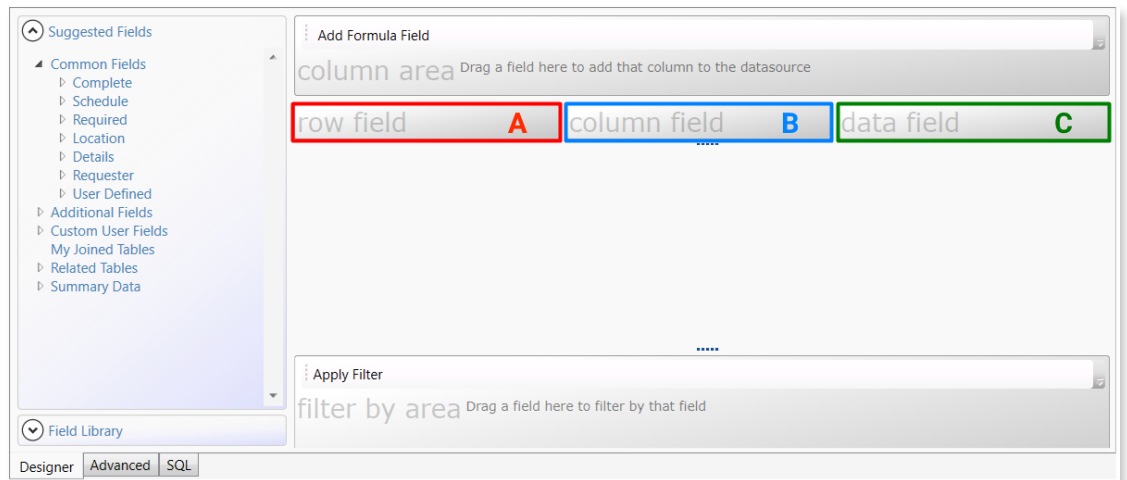 Suggested Fields
Common Fields
Complete
Schedule
Required
Location
Details
Requester
User Defined
Additional Fields
Custom User Fields
My Joined Tables
Related Tables
Summary Data
Field Library
Add Formula Field
column area Drag a field here to add that column to the datasource
row field A
column field B
data field C
Apply Filter
filter by area Drag a field here to filter by that field
Designer Advanced SQL